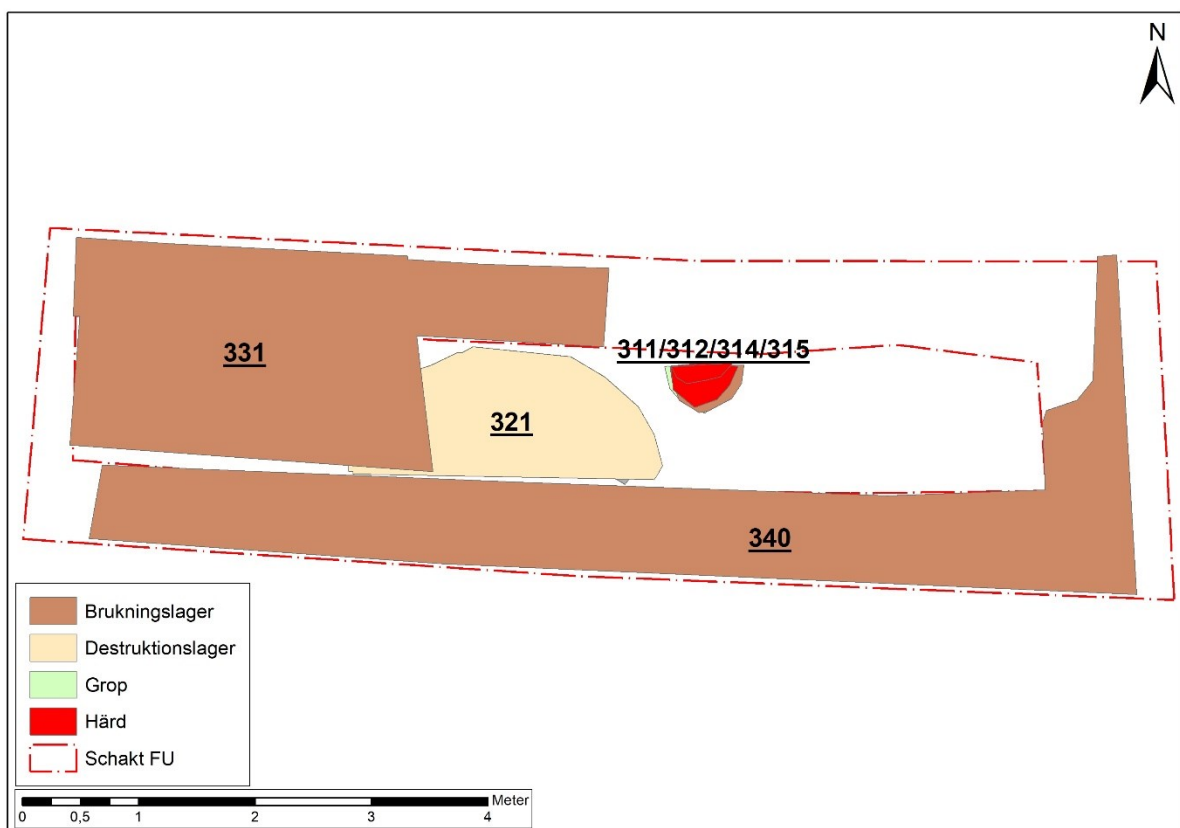 N
331
311/312/314/315
321
340
Brukningslager
Destruktionslager
Grop
Härd
Schakt FU
Meter
0 0,5 1 2 3 4